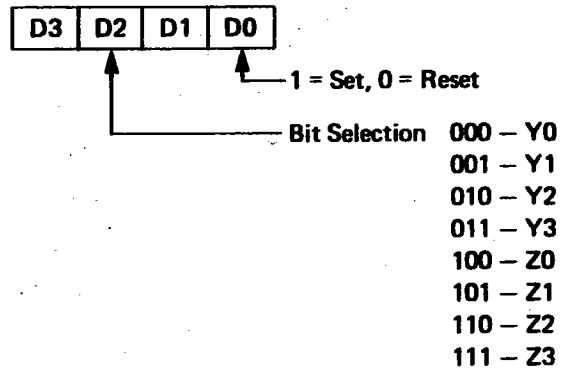 D3 D2 D1 D0
1 = Set, 0 = Reset
Bit Selection 000 – Y0
001 – Y1
010 – Y2
011 – Y3
100 – Z0
101 – Z1
110 – Z2
111 – Z3